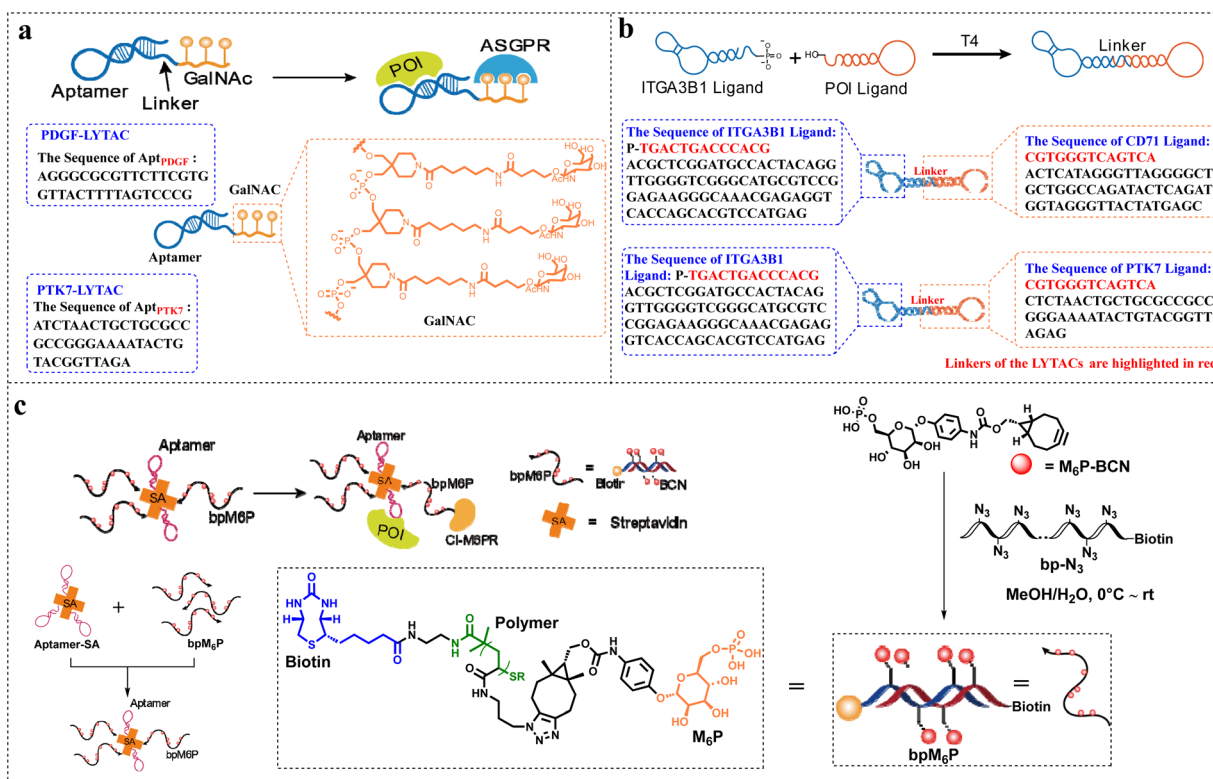 a
Aptamer
GalNAc
Linker
POI
ASGPR
PDGF-LYTAC
The Sequence of AptPDGF :
AGGGCGCGTTCTTCGTG
GTTACTTTTAGTCCCG
GalNAC
Aptamer
PTK7-LYTAC
The Sequence of AptPTK7 :
ATCTAACTGCTGCGCC
GCCGGGAAAATACTG
TACGGTTAGA
GalNAC
b
ITGA3B1 Ligand
+
HO
POI Ligand
T4
Linker
The Sequence of ITGA3B1 Ligand:
P-TGACTGACCCACG
ACGCTCGGATGCCACTACAGG
TTGGGGTCGGGCATGCGTCCG
GAGAAGGGCAAACGAGAGGT
CACCAGCACGTCCATGAG
Linker
The Sequence of CD71 Ligand:
CGTGGGTCAGTCA
ACTCATAGGGTTAGGGGCT
GCTGGCCAGATACTCAGAT
GGTAGGGTTACTATGAGC
The Sequence of ITGA3B1
Ligand: P-TGACTGACCCACG
ACGCTCGGATGCCACTACAG
GTTGGGGTCGGGCATGCGTC
CGGAGAAGGGCAAACGAGAG
GTCACCAGCACGTCCATGAG
Linker
The Sequence of PTK7 Ligand:
CGTGGGTCAGTCA
CTCTAACTGCTGCGCCGCC
GGGAAAATACTGTACGGTT
AGAG
Linkers of the LYTACs are highlighted in red
c
Aptamer
SA
bpM6P
Aptamer
SA
bpM6P
POI
CI-M6PR
bpM6P
=
Biotin
BCN
SA
= Streptavidin
SA
Aptamer-SA
+
bpM6P
Aptamer
SA
bpM6P
Biotin
Polymer
SR
M6P
= M6P-BCN
N3
N3
N3
N3
N3
N3
Biotin
bp-N3
MeOH/H2O, 0°C ~ rt
=
Biotin
bpM6P
=